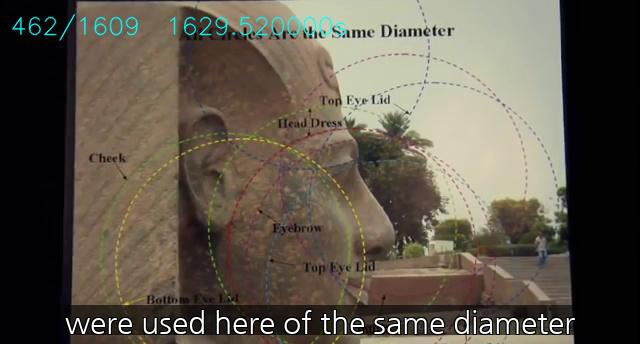 462/1609 1629.520000s
All Circles Are the Same Diameter
Top Eye Lid
Head Dress
Cheek
Eyebrow
Top Eye Lid
Bottom Eye Lid
were used here of the same diameter